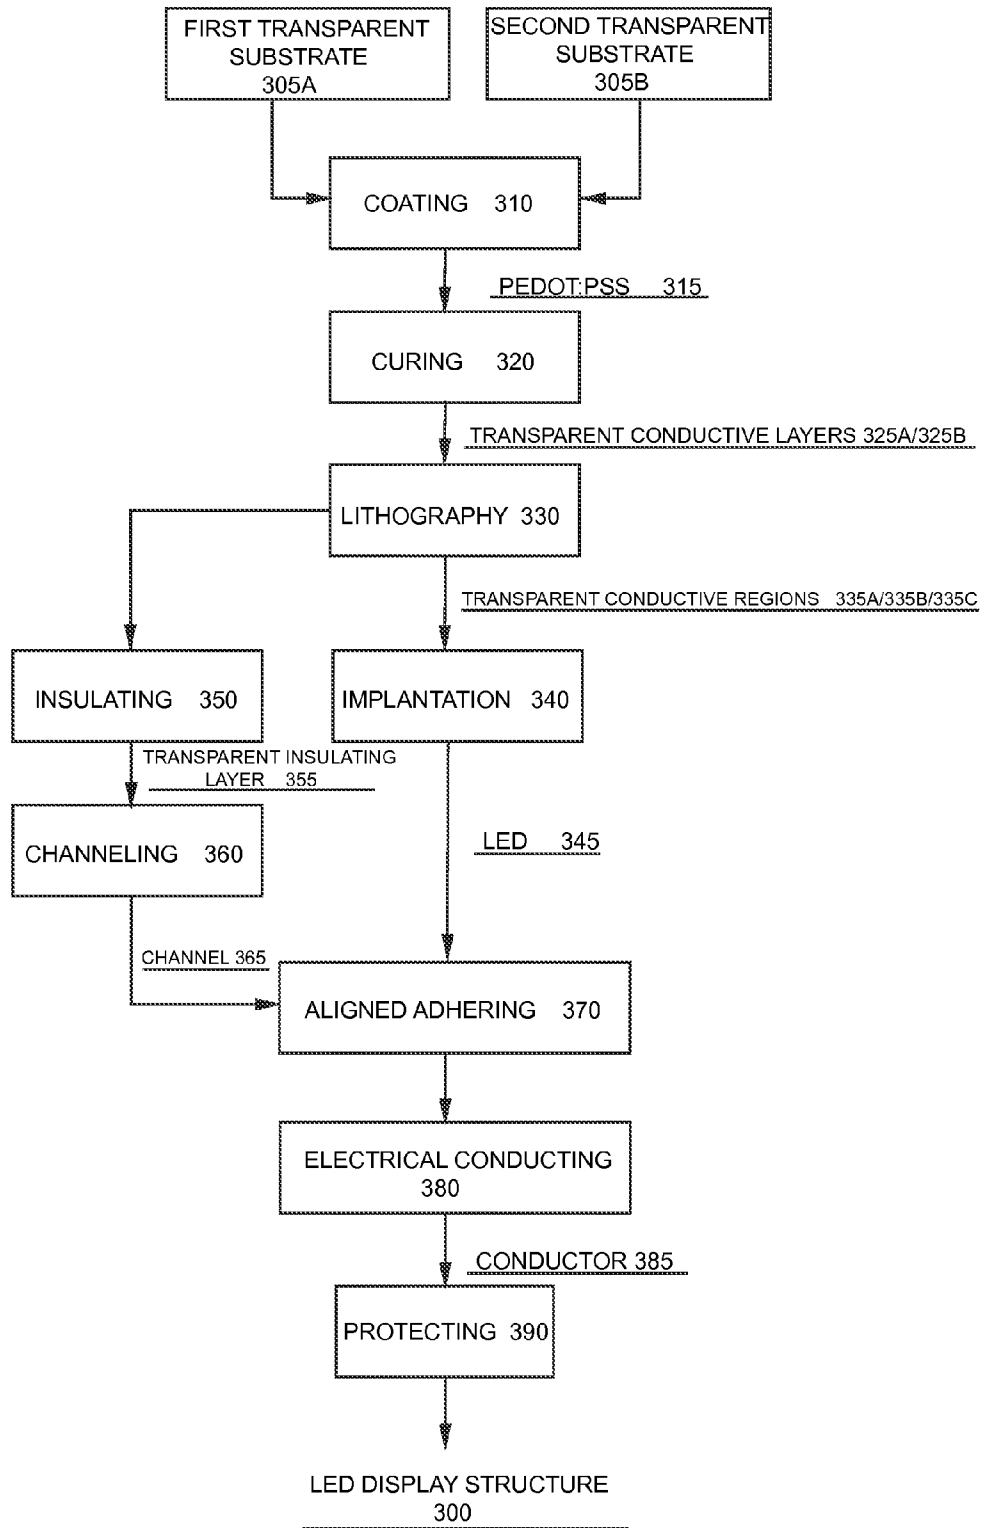 FIRST TRANSPARENT
SUBSTRATE
305A
SECOND TRANSPARENT
SUBSTRATE
305B
COATING 310
PEDOT:PSS 315
CURING 320
TRANSPARENT CONDUCTIVE LAYERS 325A/325B
LITHOGRAPHY 330
TRANSPARENT CONDUCTIVE REGIONS 335A/335B/335C
INSULATING 350
IMPLANTATION 340
TRANSPARENT INSULATING
LAYER 355
CHANNELING 360
LED 345
CHANNEL 365
ALIGNED ADHERING 370
ELECTRICAL CONDUCTING
380
CONDUCTOR 385
PROTECTING 390
LED DISPLAY STRUCTURE
300